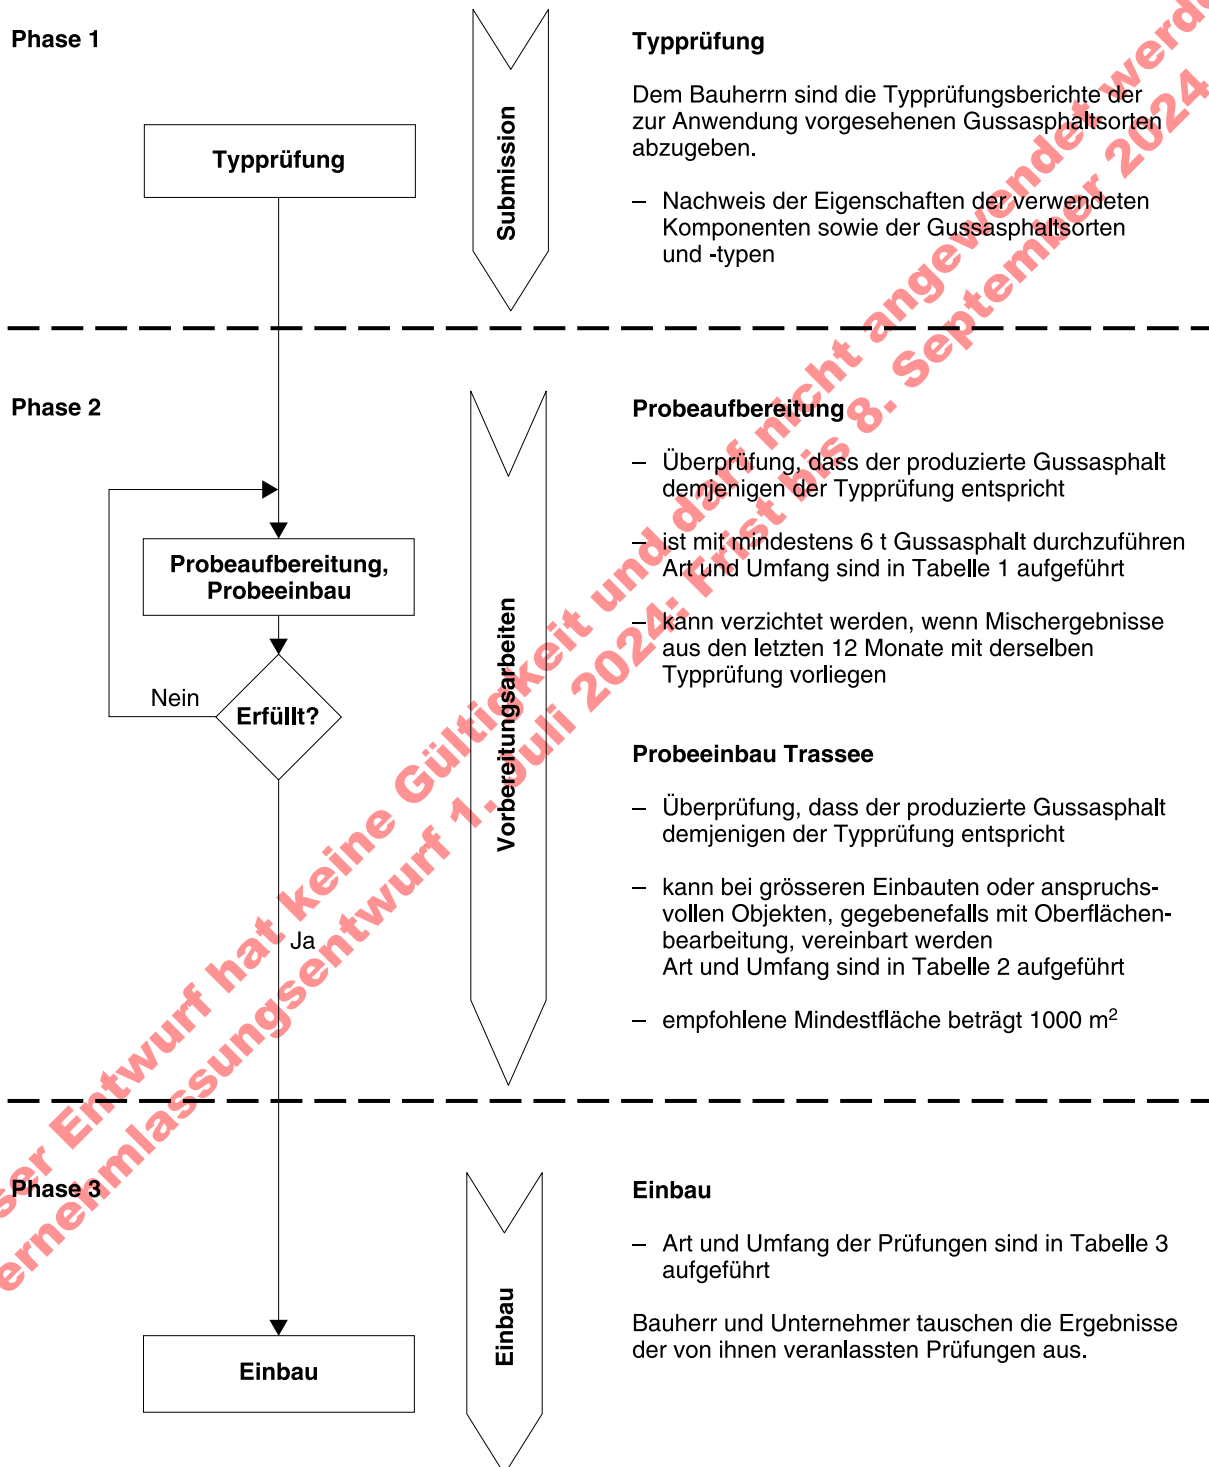 Phase 1
Typprüfung
Submission
Typprüfung
Dem Bauherrn sind die Typprüfungsberichte der
zur Anwendung vorgesehenen Gussasphaltsorten
abzugeben.
– Nachweis der Eigenschaften der verwendeten
Komponenten sowie der Gussasphaltsorten
und -typen
Phase 2
Probeaufbereitung,
Probeeinbau
Erfüllt?
Nein
Ja
Vorbereitungsarbeiten
Probeaufbereitung
– Überprüfung, dass der produzierte Gussasphalt
demjenigen der Typprüfung entspricht
– ist mit mindestens 6 t Gussasphalt durchzuführen
Art und Umfang sind in Tabelle 1 aufgeführt
– kann verzichtet werden, wenn Mischergebnisse
aus den letzten 12 Monate mit derselben
Typprüfung vorliegen
Probeeinbau Trassee
– Überprüfung, dass der produzierte Gussasphalt
demjenigen der Typprüfung entspricht
– kann bei grösseren Einbauten oder anspruchs-
vollen Objekten, gegebenefalls mit Oberflächen-
bearbeitung, vereinbart werden
Art und Umfang sind in Tabelle 2 aufgeführt
– empfohlene Mindestfläche beträgt 1000 m²
Phase 3
Einbau
Einbau
Einbau
– Art und Umfang der Prüfungen sind in Tabelle 3
aufgeführt
Bauherr und Unternehmer tauschen die Ergebnisse
der von ihnen veranlassten Prüfungen aus.
Entwurf hat keine Gültigkeit und darf nicht angewendet
2024: Frist bis 8. September 2024
1. Juli